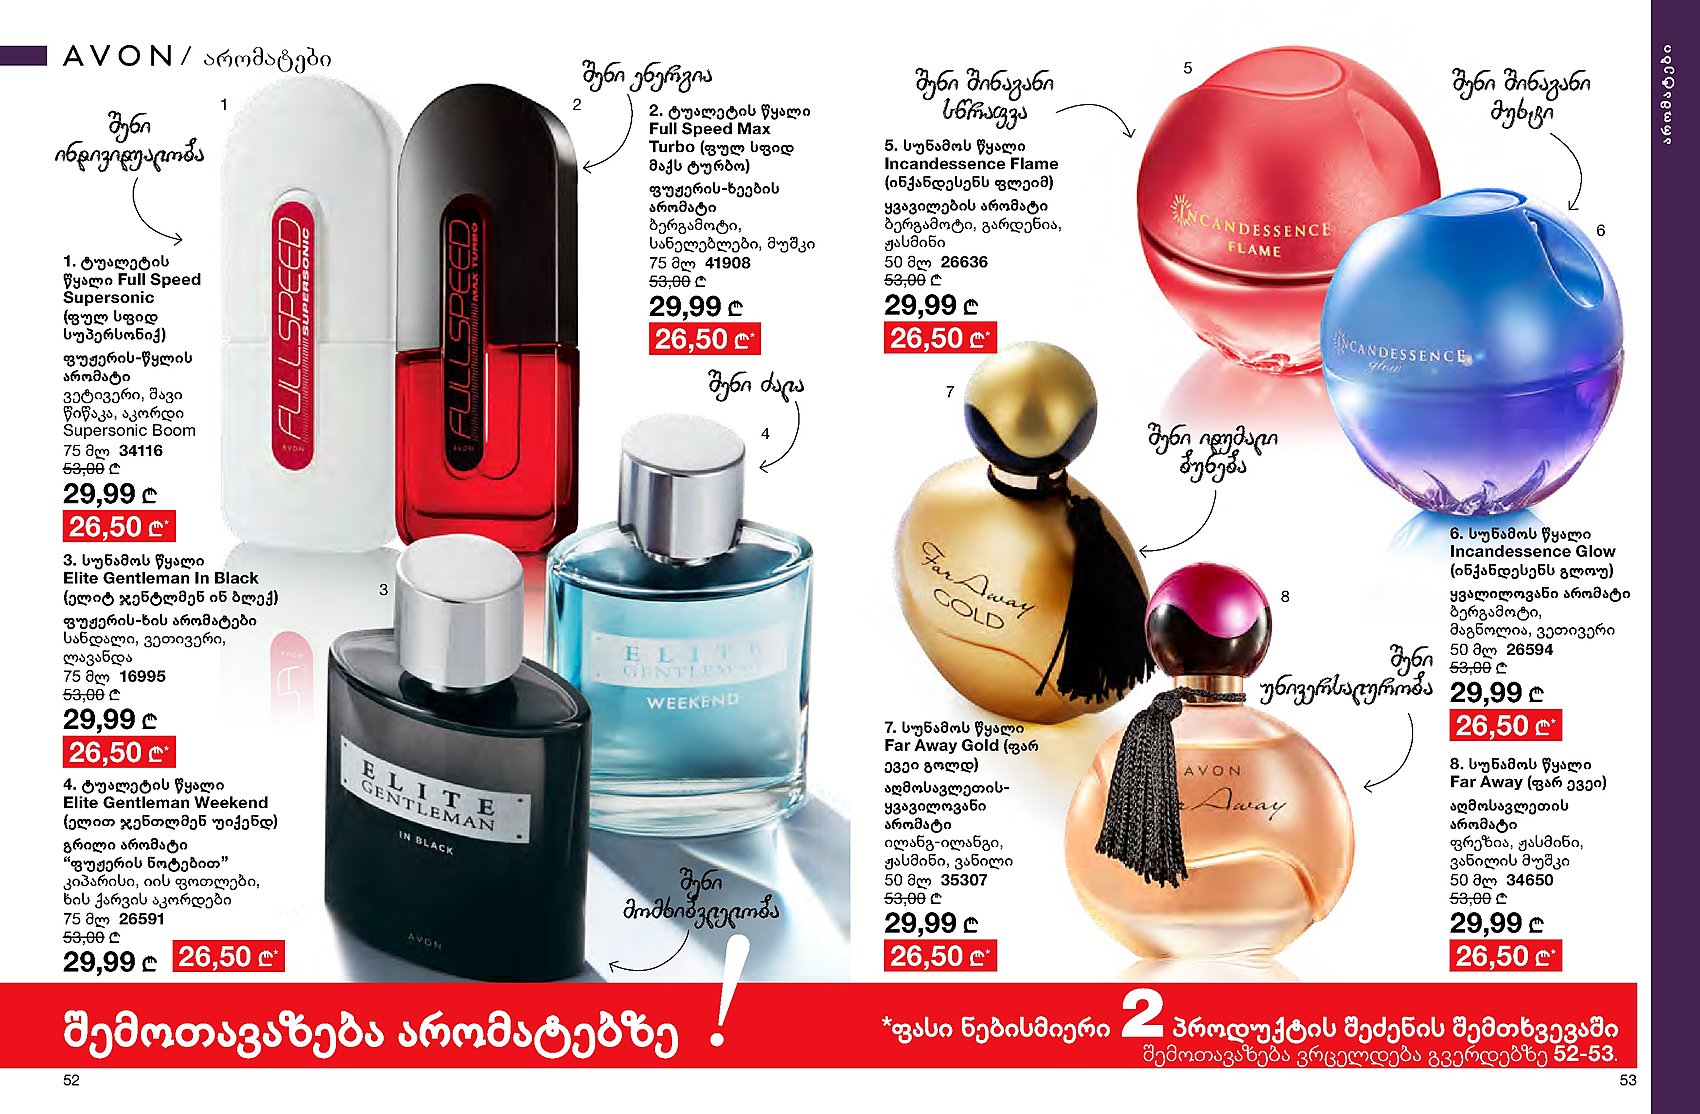 AVON / არომატები
შენი
ინდივიდუალობა
1
1. ტუალეტის
წყალი Full Speed
Supersonic
(ფულ სფიდ
სუპერსონიქ)
ფუჟერის-წყლის
არომატი
ვეტივერი, შავი
წიწაკა, აკორდი
Supersonic Boom
75 მლ 34116
53,00 ₾
29,99 ₾
26,50 ₾*
FULL SPEED
SUPERSONIC
AVON
შენი ენერგია
2
FULL SPEED
MAX TURBO
AVON
2. ტუალეტის წყალი
Full Speed Max
Turbo (ფულ სფიდ
მაქს ტურბო)
ფუჟერის-ხეების
არომატი
ბერგამოტი,
სანელებლები, მუშკი
75 მლ 41908
53,00 ₾
29,99 ₾
26,50 ₾*
3. სუნამოს წყალი
Elite Gentleman In Black
(ელიტ ჯენტლმენ ინ ბლექ)
ფუჟერის-ხის არომატები
სანდალი, ვეთივერი,
ლავანდა
75 მლ 16995
53,00 ₾
29,99 ₾
26,50 ₾*
3
ELITE
GENTLEMAN
IN BLACK
AVON
შენი ძალა
4
ELITE
GENTLEMAN
WEEKEND
4. ტუალეტის წყალი
Elite Gentleman Weekend
(ელით ჯენთლმენ უიქენდ)
გრილი არომატი
“ფუჟერის ნოტებით”
კიპარისი, იის ფოთლები,
ხის ქარვის აკორდები
75 მლ 26591
53,00 ₾
29,99 ₾ 26,50 ₾*
შენი
მომხიბვლელობა
შენი შინაგანი
სწრაფვა
5
5. სუნამოს წყალი
Incandessence Flame
(ინქანდესენს ფლეიმ)
ყვავილების არომატი
ბერგამოტი, გარდენია,
ჟასმინი
50 მლ 26636
53,00 ₾
29,99 ₾
26,50 ₾*
INCANDESSENCE
FLAME
შენი შინაგანი
მუხტი
6
INCANDESSENCE
glow
6. სუნამოს წყალი
Incandessence Glow
(ინქანდესენს გლოუ)
ყვალილოვანი არომატი
ბერგამოტი,
მაგნოლია, ვეთივერი
50 მლ 26594
53,00 ₾
29,99 ₾
26,50 ₾*
7
შენი იდუმალი
ბუნება
Far Away
GOLD
7. სუნამოს წყალი
Far Away Gold (ფარ
ევეი გოლდ)
აღმოსავლეთის-
ყვავილოვანი
არომატი
ილანგ-ილანგი,
ჟასმინი, ვანილი
50 მლ 35307
53,00 ₾
29,99 ₾
26,50 ₾*
8
შენი
უნივერსალურობა
AVON
Far Away
8. სუნამოს წყალი
Far Away (ფარ ევეი)
აღმოსავლეთის
არომატი
ფრეზია, ჟასმინი,
ვანილის მუშკი
50 მლ 34650
53,00 ₾
29,99 ₾
26,50 ₾*
შემოთავაზება არომატებზე !
*ფასი ნებისმიერი 2 პროდუქტის შეძენის შემთხვევაში
შემოთავაზება ვრცელდება გვერდებზე 52-53.
52
53
არომატები